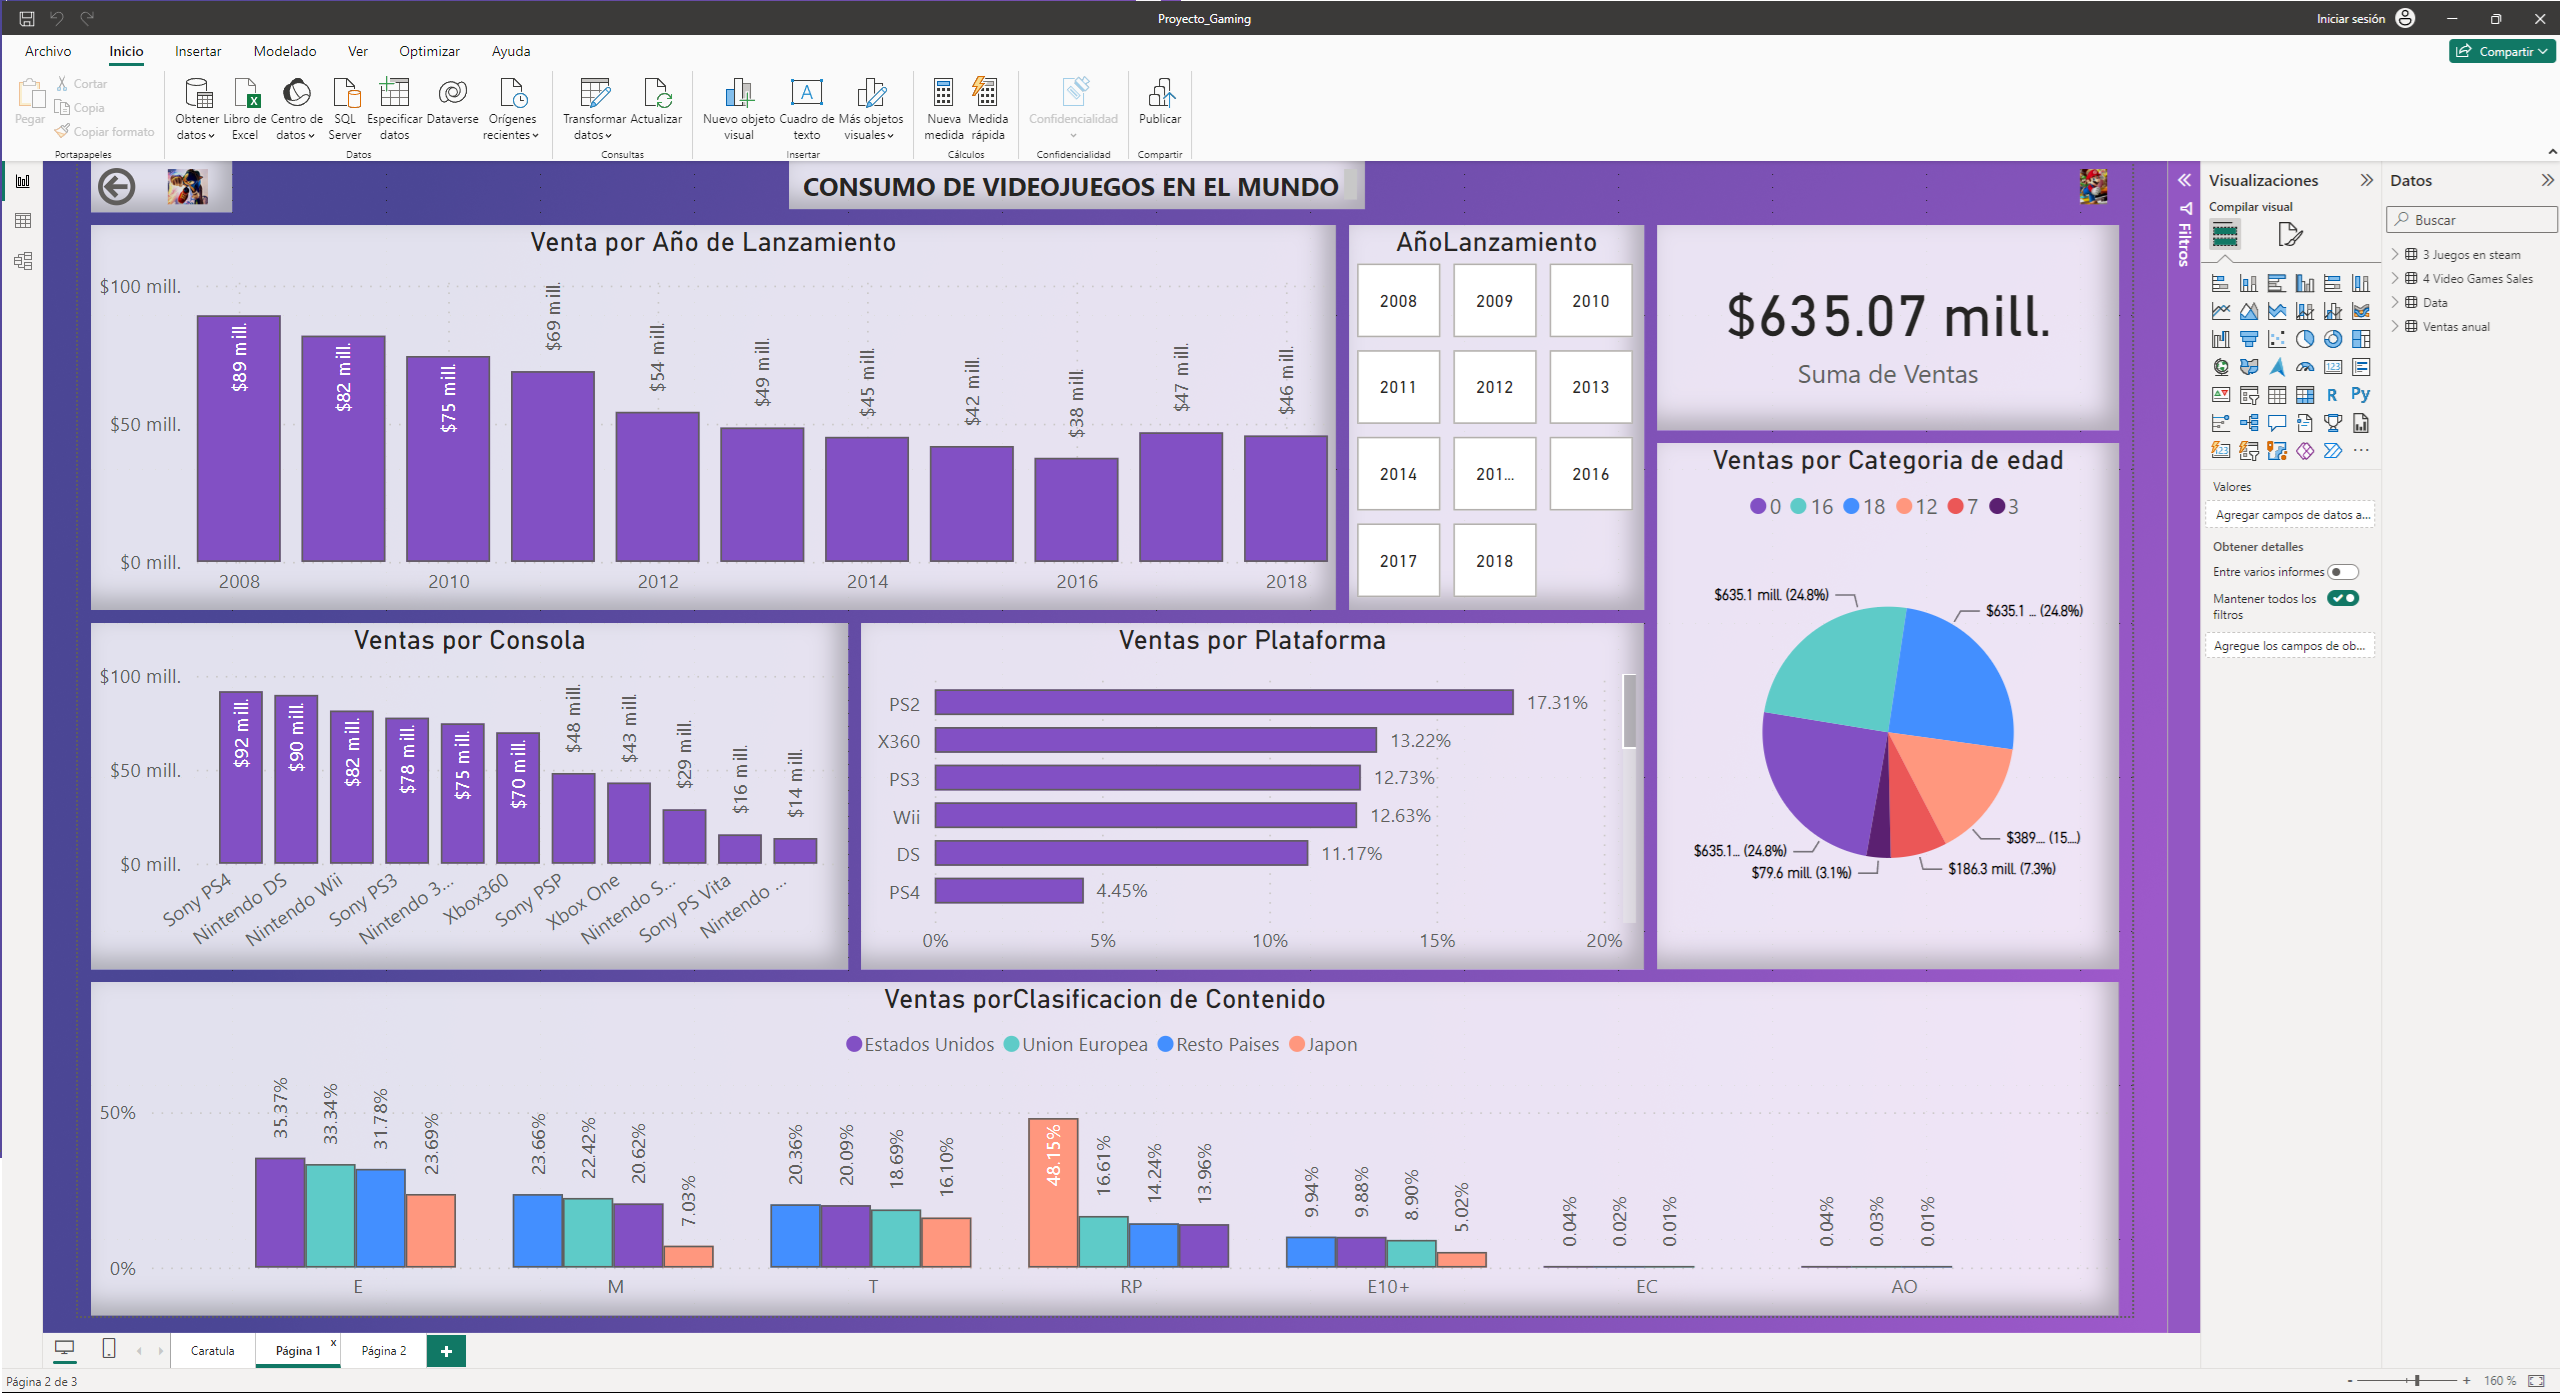 Proyecto_Gaming
Iniciar sesión
Archivo Inicio Insertar Modelado Ver Optimizar Ayuda
Compartir
Pegar
Cortar
Copia
Copiar formato
Portapapeles
Obtener datos
Libro de Excel
Centro de datos
SQL Server
Especificar datos
Dataverse
Orígenes recientes
Datos
Transformar datos
Actualizar
Consultas
Nuevo objeto visual
Cuadro de texto
Más objetos visuales
Insertar
Nueva medida
Medida rápida
Cálculos
Confidencialidad
Confidencialidad
Publicar
Compartir
CONSUMO DE VIDEOJUEGOS EN EL MUNDO
Venta por Año de Lanzamiento
$100 mill.
$50 mill.
$0 mill.
$89 mill.
$82 mill.
$75 mill.
$69 mill.
$54 mill.
$49 mill.
$45 mill.
$42 mill.
$38 mill.
$47 mill.
$46 mill.
2008 2010 2012 2014 2016 2018
AñoLanzamiento
2008 2009 2010
2011 2012 2013
2014 201... 2016
2017 2018
$635.07 mill.
Suma de Ventas
Ventas por Consola
$100 mill.
$50 mill.
$0 mill.
$92 mill.
$90 mill.
$82 mill.
$78 mill.
$75 mill.
$70 mill.
$48 mill.
$43 mill.
$29 mill.
$16 mill.
$14 mill.
Sony PS4
Nintendo DS
Nintendo Wii
Sony PS3
Nintendo 3...
Xbox360
Sony PSP
Xbox One
Nintendo S...
Sony PS Vita
Nintendo ...
Ventas por Plataforma
PS2 17.31%
X360 13.22%
PS3 12.73%
Wii 12.63%
DS 11.17%
PS4 4.45%
0% 5% 10% 15% 20%
Ventas por Categoria de edad
0 16 18 12 7 3
$635.1 mill. (24.8%)
$635.1 ... (24.8%)
$635.1... (24.8%)
$79.6 mill. (3.1%)
$186.3 mill. (7.3%)
$389.... (15....)
Ventas porClasificacion de Contenido
Estados Unidos Union Europea Resto Paises Japon
50%
0%
35.37% 33.34% 31.78% 23.69%
23.66% 22.42% 20.62% 7.03%
20.36% 20.09% 18.69% 16.10%
48.15% 16.61% 14.24% 13.96%
9.94% 9.88% 8.90% 5.02%
0.04% 0.02% 0.01%
0.04% 0.03% 0.01%
E M T RP E10+ EC AO
Filtros
Visualizaciones
Compilar visual
R Py
123
Valores
Agregar campos de datos a...
Obtener detalles
Entre varios informes
Mantener todos los
filtros
Agregue los campos de ob...
Datos
Buscar
3 Juegos en steam
4 Video Games Sales
Data
Ventas anual
Caratula Página 1 x Página 2 +
Página 2 de 3
- + 160 %